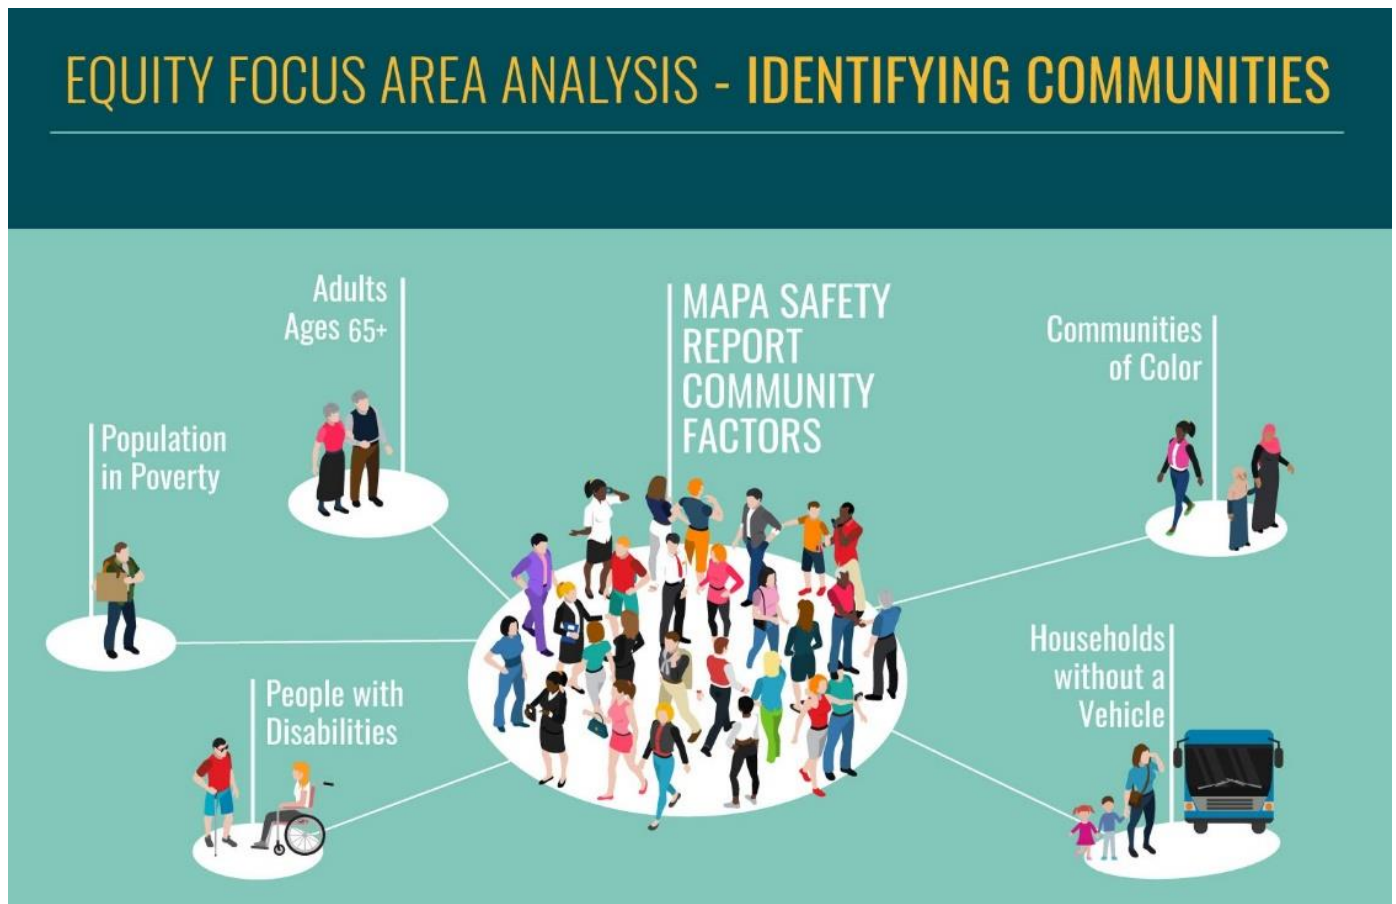 EQUITY FOCUS AREA ANALYSIS - IDENTIFYING COMMUNITIES
Adults
Ages 65+
MAPA SAFETY
REPORT
COMMUNITY
FACTORS
Communities
of Color
Population
in Poverty
People with
Disabilities
Households
without a
Vehicle